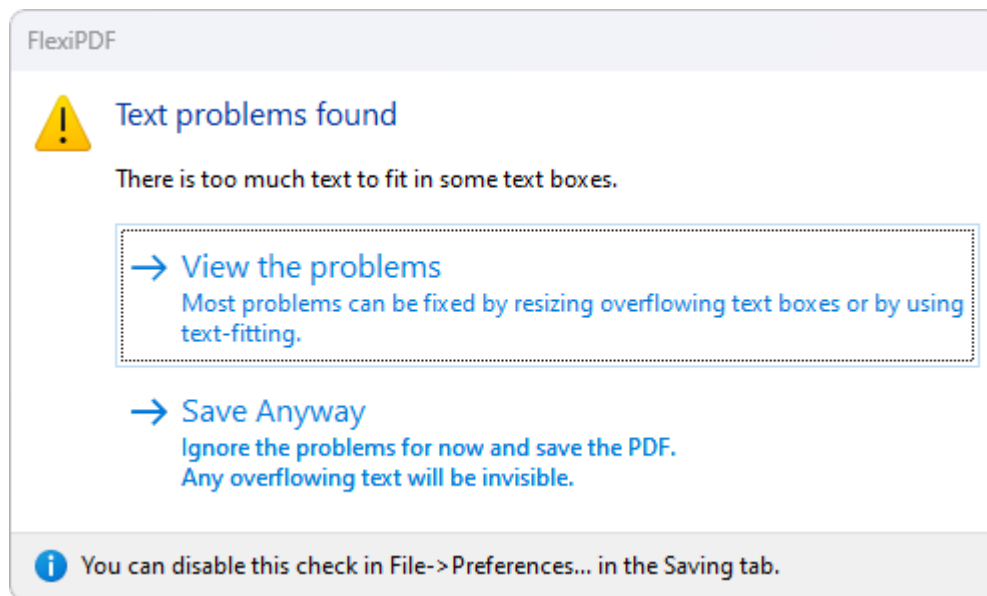 FlexiPDF
Text problems found
There is too much text to fit in some text boxes.
View the problems
Most problems can be fixed by resizing overflowing text boxes or by using
text-fitting.
Save Anyway
Ignore the problems for now and save the PDF.
Any overflowing text will be invisible.
You can disable this check in File->Preferences... in the Saving tab.